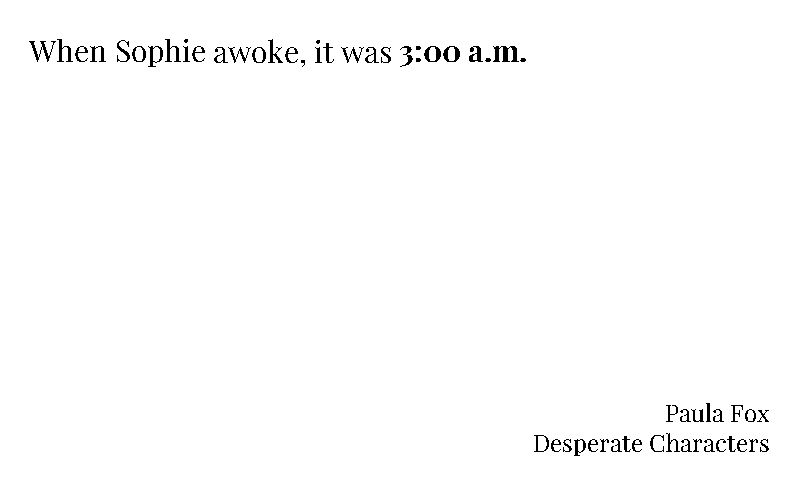 When Sophie awoke, it was 3:00 a.m.
Paula Fox
Desperate Characters